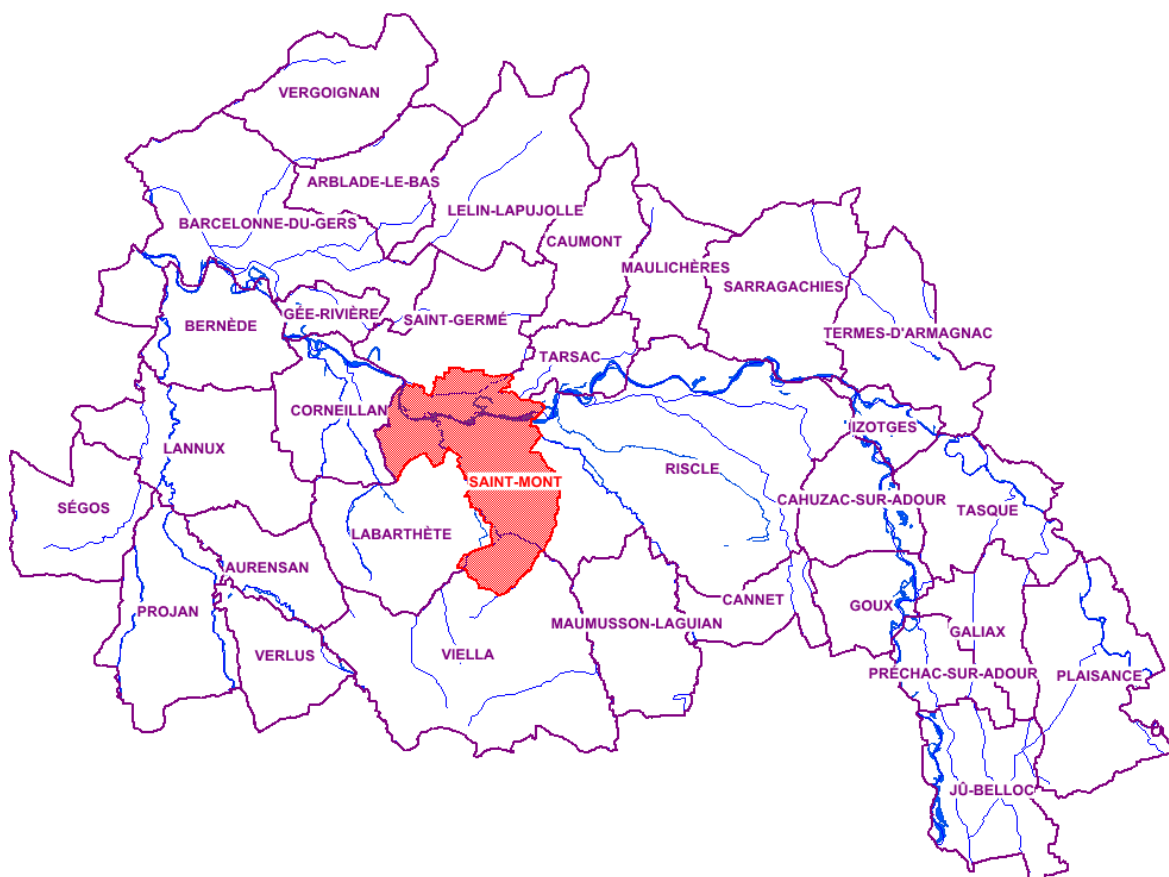 VERGOIGNAN
ARBLADE-LE-BAS
LELIN-LAPUJOLLE
BARCELONNE-DU-GERS
CAUMONT
MAULICHÈRES
SARRAGACHIES
BERNÈDE
GÉE-RIVIÈRE
SAINT-GERMÉ
TERMES-D'ARMAGNAC
TARSAC
CORNEILLAN
IZOTGES
LANNUX
RISCLE
SAINT-MONT
CAHUZAC-SUR-ADOUR
SÉGOS
TASQUE
LABARTHÈTE
AURENSAN
CANNET
GOUX
PROJAN
MAUMUSSON-LAGUIAN
GALIAX
VERLUS
VIELLA
PRÉCHAC-SUR-ADOUR
PLAISANCE
JÛ-BELLOC